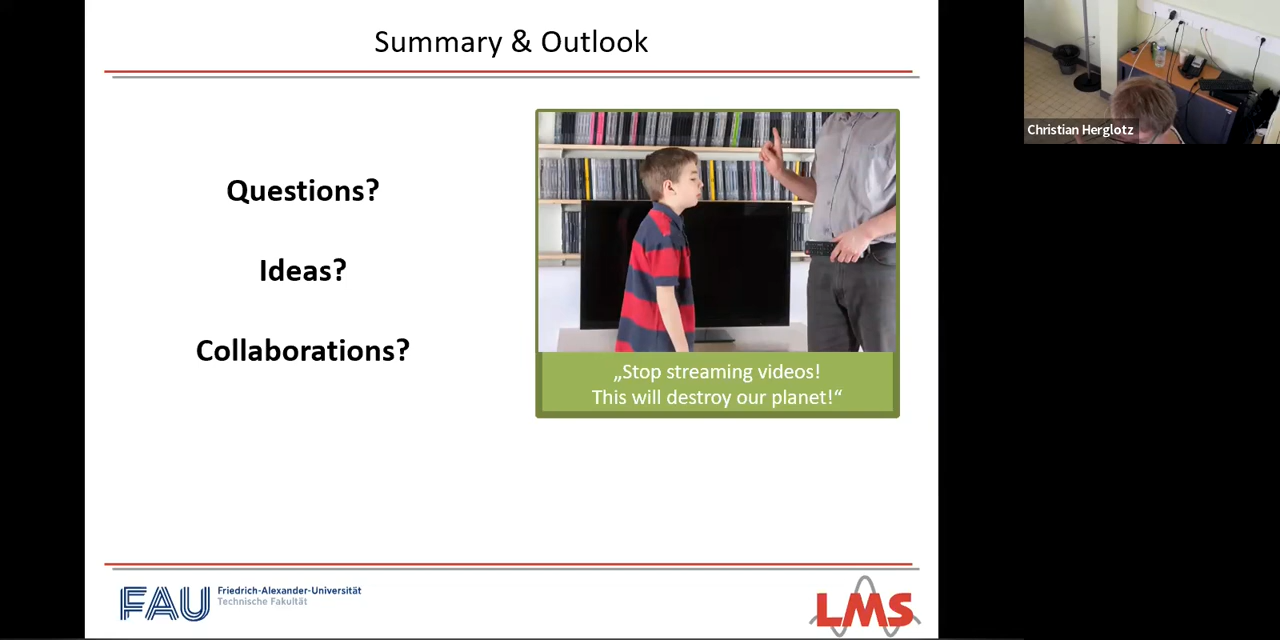 Summary & Outlook
Questions?
Ideas?
Collaborations?
„Stop streaming videos!
This will destroy our planet!“
FAU Friedrich-Alexander-Universität
Technische Fakultät
LMS
Christian Herglotz